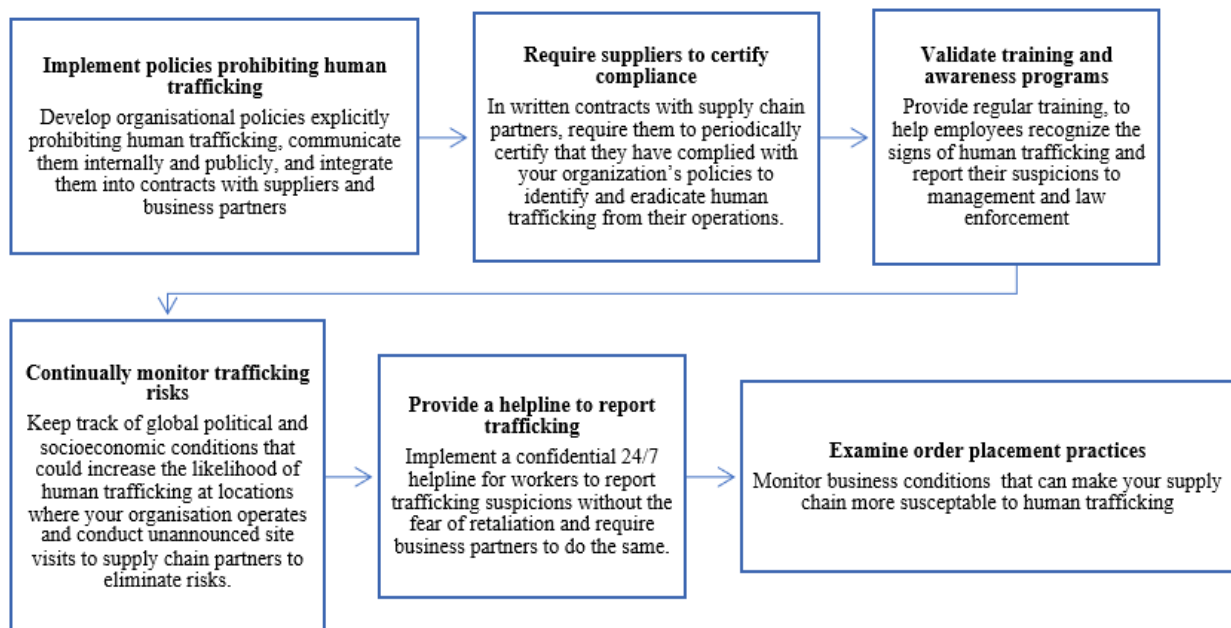 Implement policies prohibiting human
trafficking
Develop organisational policies explicitly
prohibiting human trafficking, communicate
them internally and publicly, and integrate
them into contracts with suppliers and
business partners
Require suppliers to certify
compliance
In written contracts with supply chain
partners, require them to periodically
certify that they have complied with
your organization’s policies to
identify and eradicate human
trafficking from their operations.
Validate training and
awareness programs
Provide regular training, to
help employees recognize the
signs of human trafficking and
report their suspicions to
management and law
enforcement
Continually monitor trafficking
risks
Keep track of global political and
socioeconomic conditions that
could increase the likelihood of
human trafficking at locations
where your organisation operates
and conduct unannounced site
visits to supply chain partners to
eliminate risks.
Provide a helpline to report
trafficking
Implement a confidential 24/7
helpline for workers to report
trafficking suspicions without the
fear of retaliation and require
business partners to do the same.
Examine order placement practices
Monitor business conditions that can make your supply
chain more susceptible to human trafficking